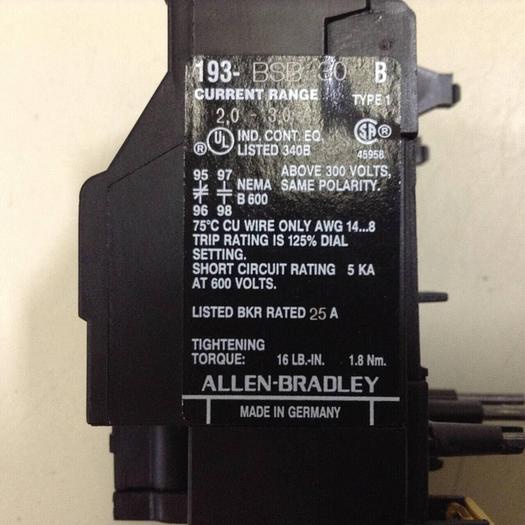 193- BSB 30 B
CURRENT RANGE TYPE 1
2,0 - 3,0
® UL IND. CONT. EQ.
LISTED 340B
SA ®
45958
95 97
96 98
NEMA
B 600
ABOVE 300 VOLTS,
SAME POLARITY.
75°C CU WIRE ONLY AWG 14...8
TRIP RATING IS 125% DIAL
SETTING.
SHORT CIRCUIT RATING 5 KA
AT 600 VOLTS.
LISTED BKR RATED 25 A
TIGHTENING
TORQUE: 16 LB.-IN. 1.8 Nm.
ALLEN-BRADLEY
MADE IN GERMANY